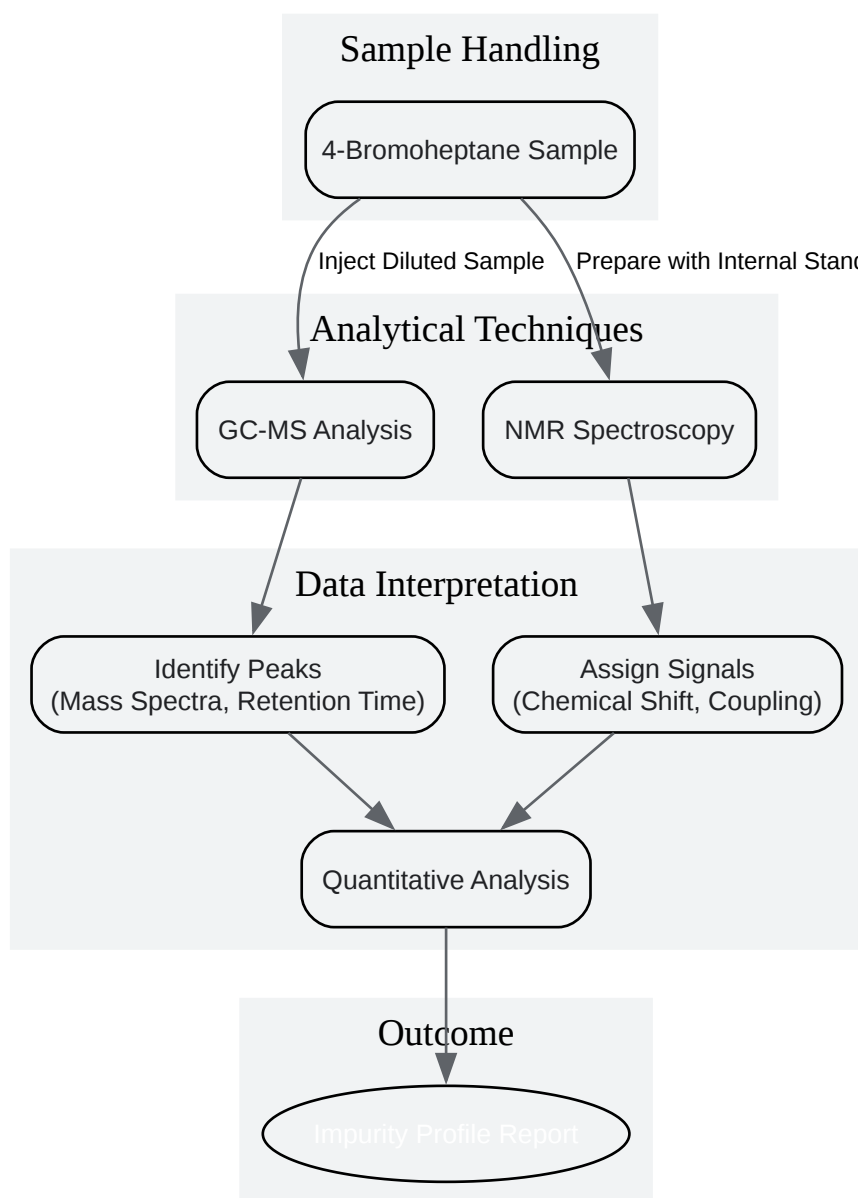 Sample Handling
4-Bromoheptane Sample
Inject Diluted Sample
Prepare with Internal Stand
Analytical Techniques
GC-MS Analysis
NMR Spectroscopy
Data Interpretation
Identify Peaks
(Mass Spectra, Retention Time)
Assign Signals
(Chemical Shift, Coupling)
Quantitative Analysis
Outcome
Impurity Profile Report